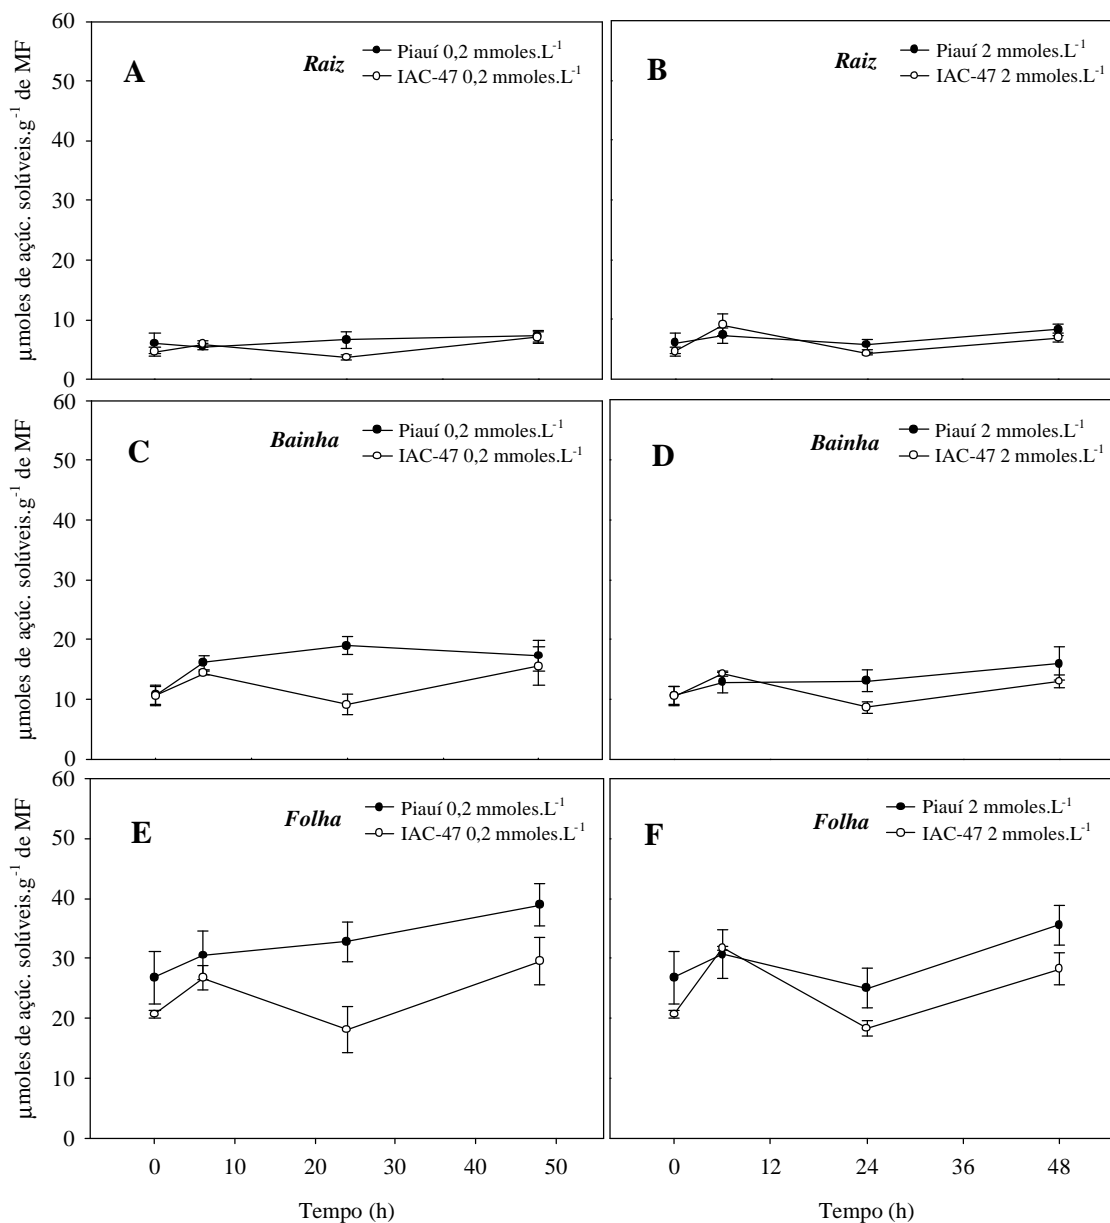 A
Raiz
Piauí 0,2 mmoles.L-1
IAC-47 0,2 mmoles.L-1
B
Raiz
Piauí 2 mmoles.L-1
IAC-47 2 mmoles.L-1
µmoles de açúc. solúveis.g-1 de MF
60
50
40
30
20
10
0
C
Bainha
Piauí 0,2 mmoles.L-1
IAC-47 0,2 mmoles.L-1
D
Bainha
Piauí 2 mmoles.L-1
IAC-47 2 mmoles.L-1
µmoles de açúc. solúveis.g-1 de MF
60
50
40
30
20
10
0
E
Folha
Piauí 0,2 mmoles.L-1
IAC-47 0,2 mmoles.L-1
F
Folha
Piauí 2 mmoles.L-1
IAC-47 2 mmoles.L-1
µmoles de açúc. solúveis.g-1 de MF
60
50
40
30
20
10
0
0 10 20 30 40 50
0 12 24 36 48
Tempo (h)
Tempo (h)